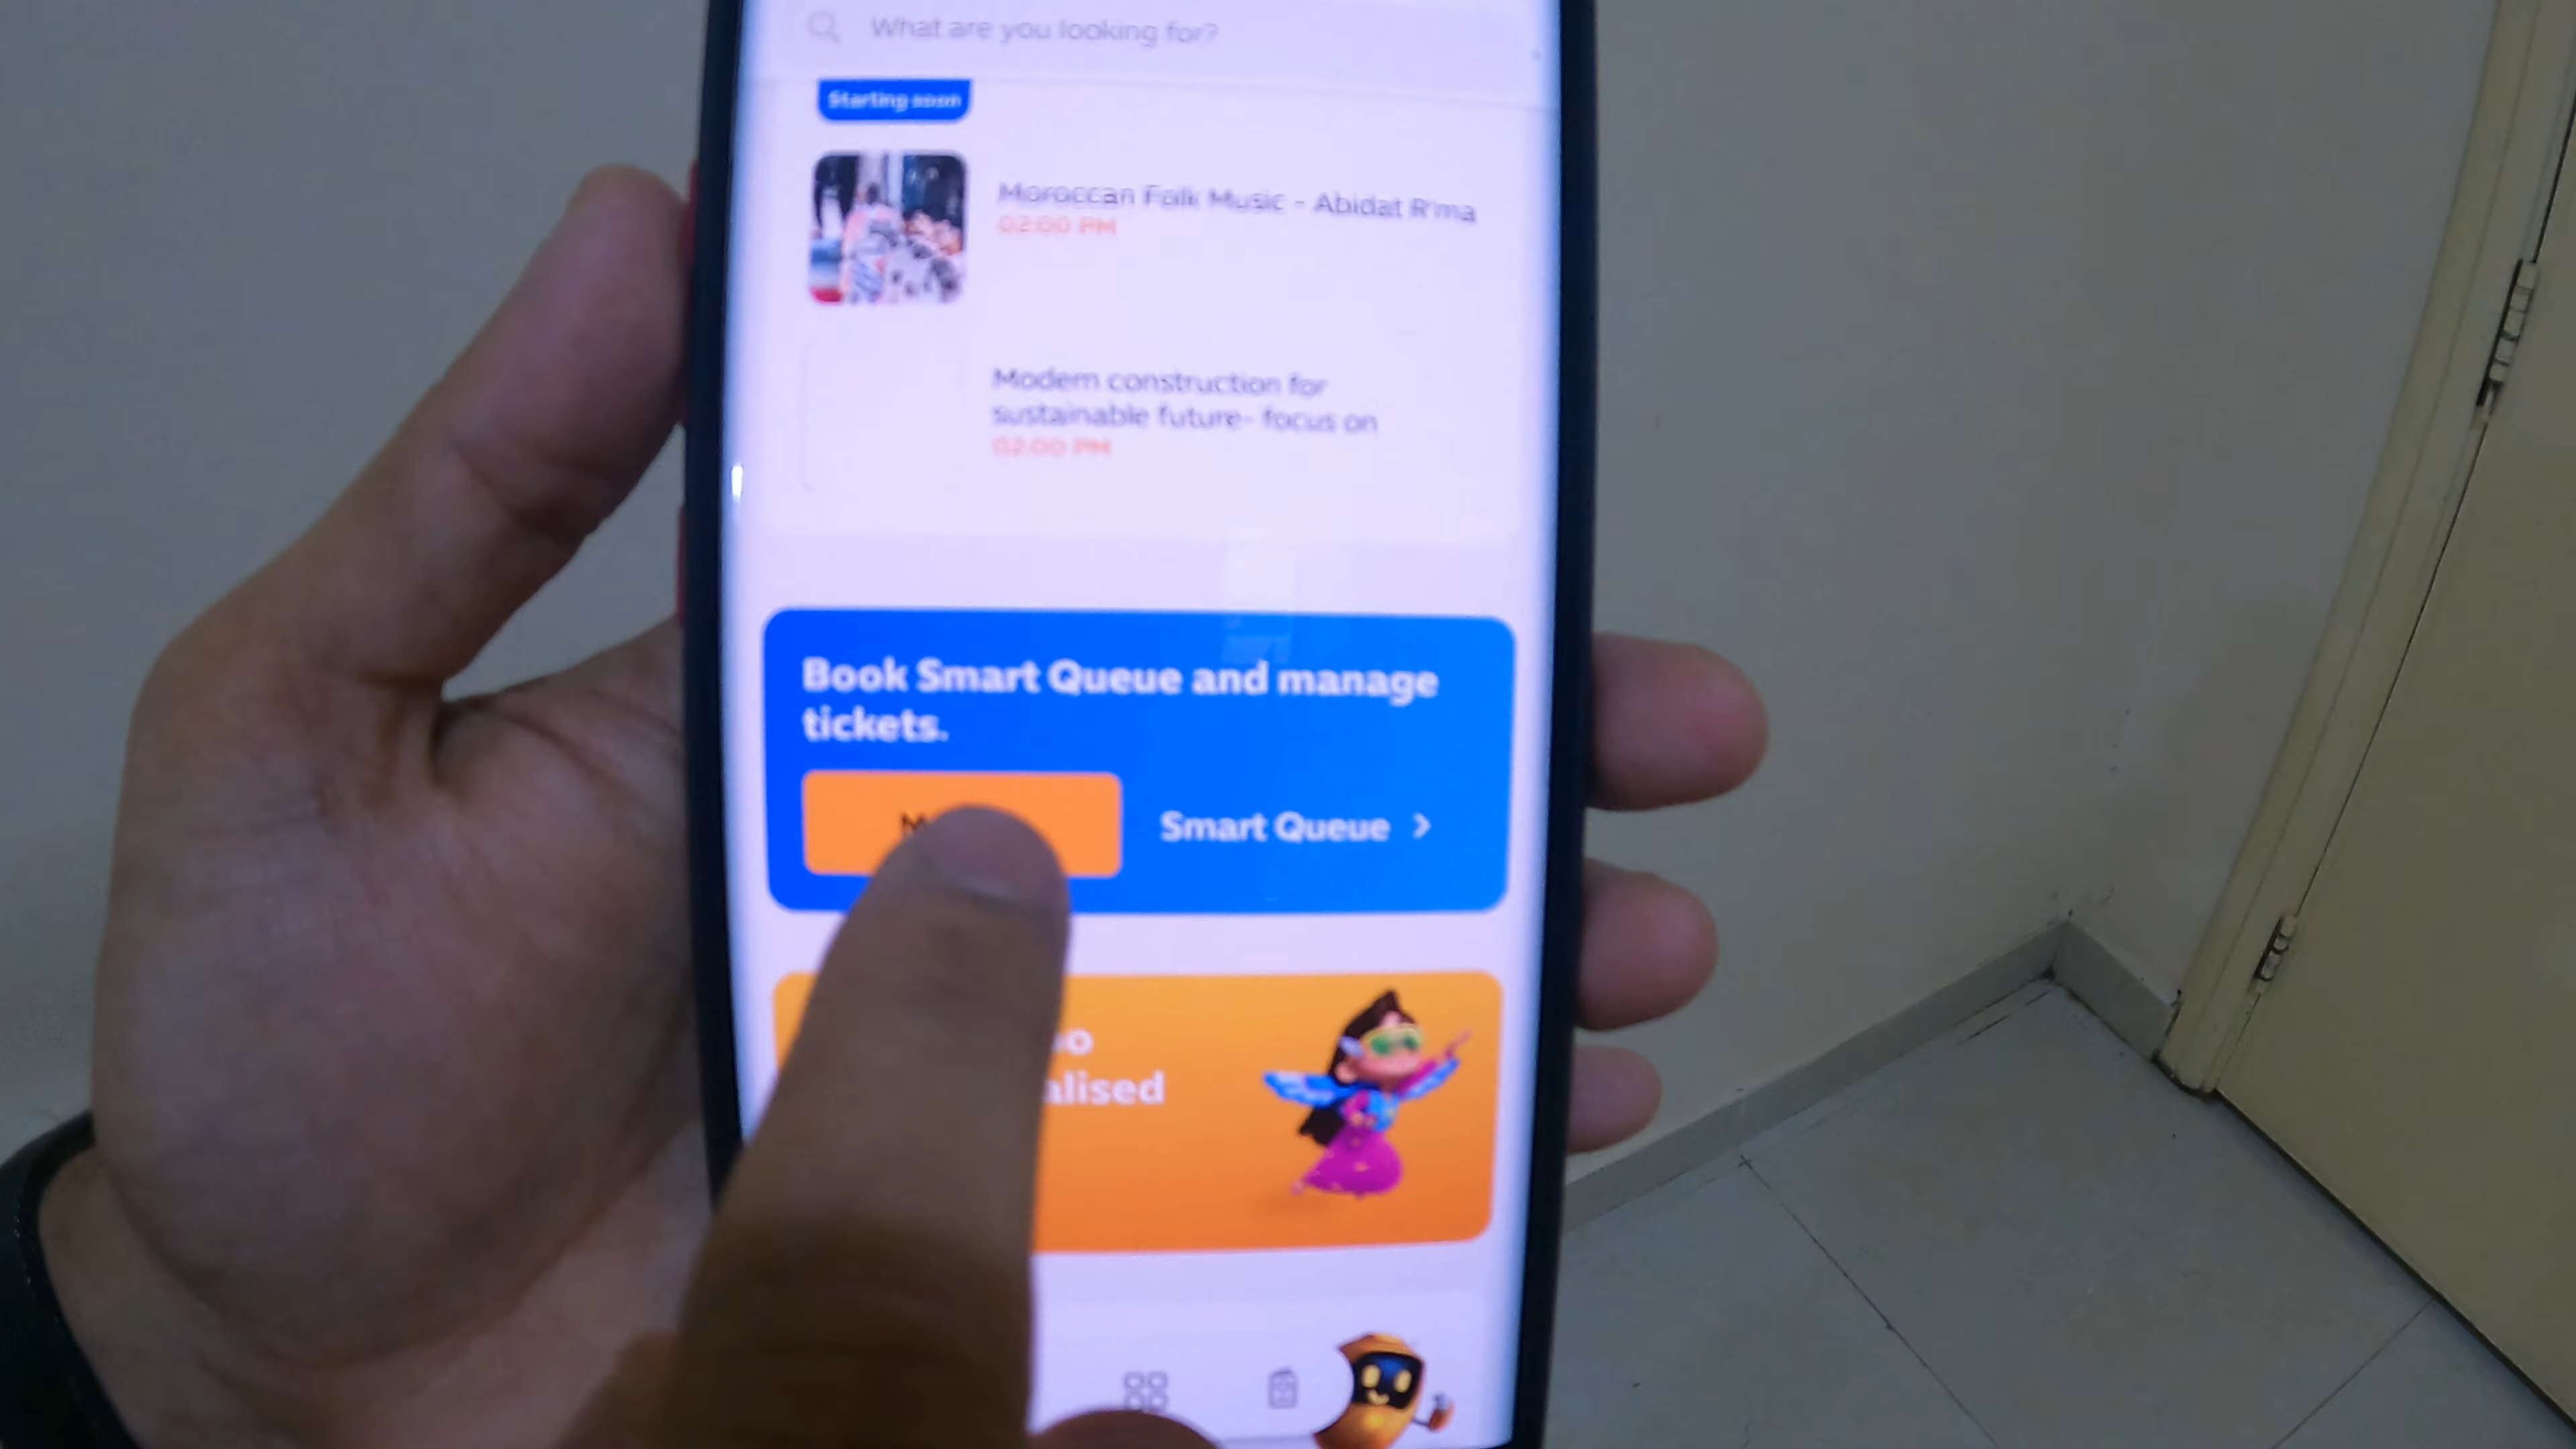 What are you looking for?
Starting soon
Moroccan Folk Music - Abidat R'ma
02:00 PM
Modern construction for
sustainable future- focus on
02:00 PM
Book Smart Queue and manage
tickets.
Smart Queue
alised